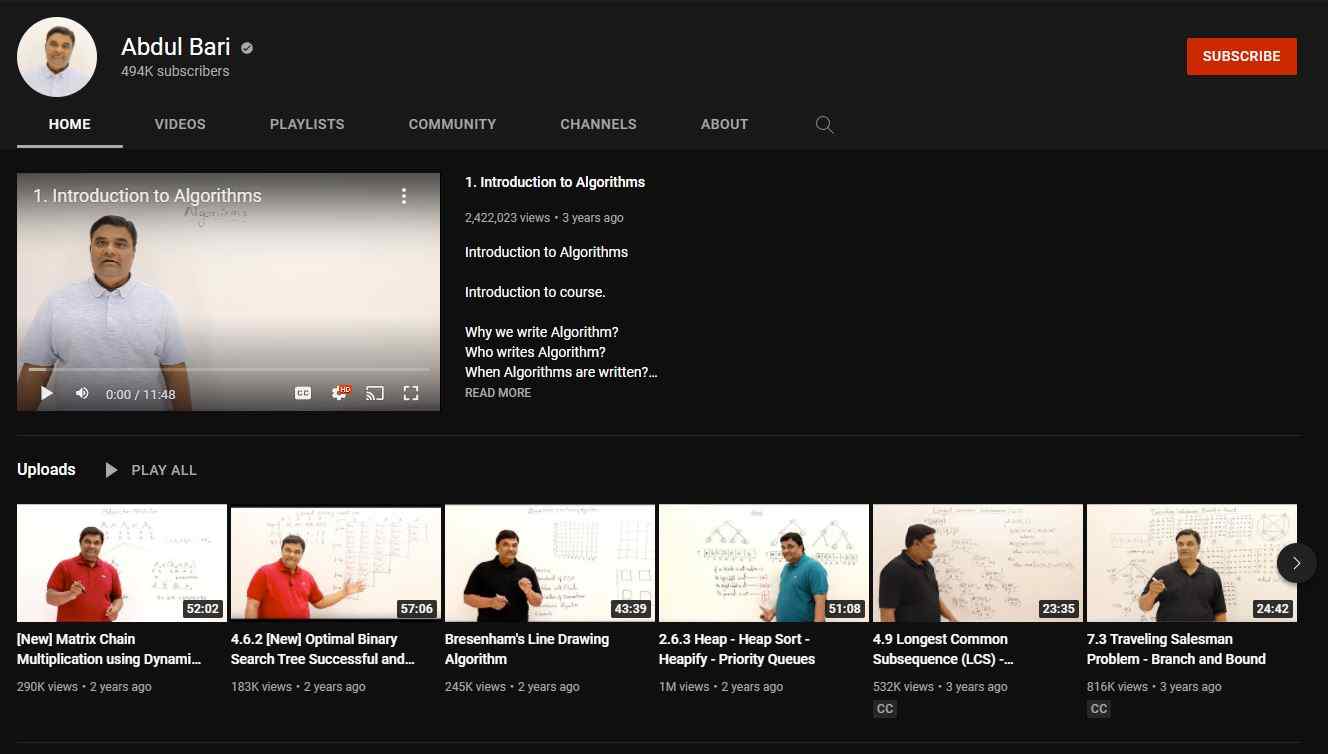 Abdul Bari
494K subscribers
SUBSCRIBE
HOME VIDEOS PLAYLISTS COMMUNITY CHANNELS ABOUT
1. Introduction to Algorithms
Algorithms
0:00 / 11:48
CC
HD
1. Introduction to Algorithms
2,422,023 views • 3 years ago
Introduction to Algorithms
Introduction to course.
Why we write Algorithm?
Who writes Algorithm?
When Algorithms are written?...
READ MORE
Uploads PLAY ALL
52:02
[New] Matrix Chain
Multiplication using Dynami...
290K views • 2 years ago
57:06
4.6.2 [New] Optimal Binary
Search Tree Successful and...
183K views • 2 years ago
43:39
Bresenham's Line Drawing
Algorithm
245K views • 2 years ago
51:08
2.6.3 Heap - Heap Sort -
Heapify - Priority Queues
1M views • 2 years ago
23:35
4.9 Longest Common
Subsequence (LCS) -...
532K views • 3 years ago
CC
24:42
7.3 Traveling Salesman
Problem - Branch and Bound
816K views • 3 years ago
CC